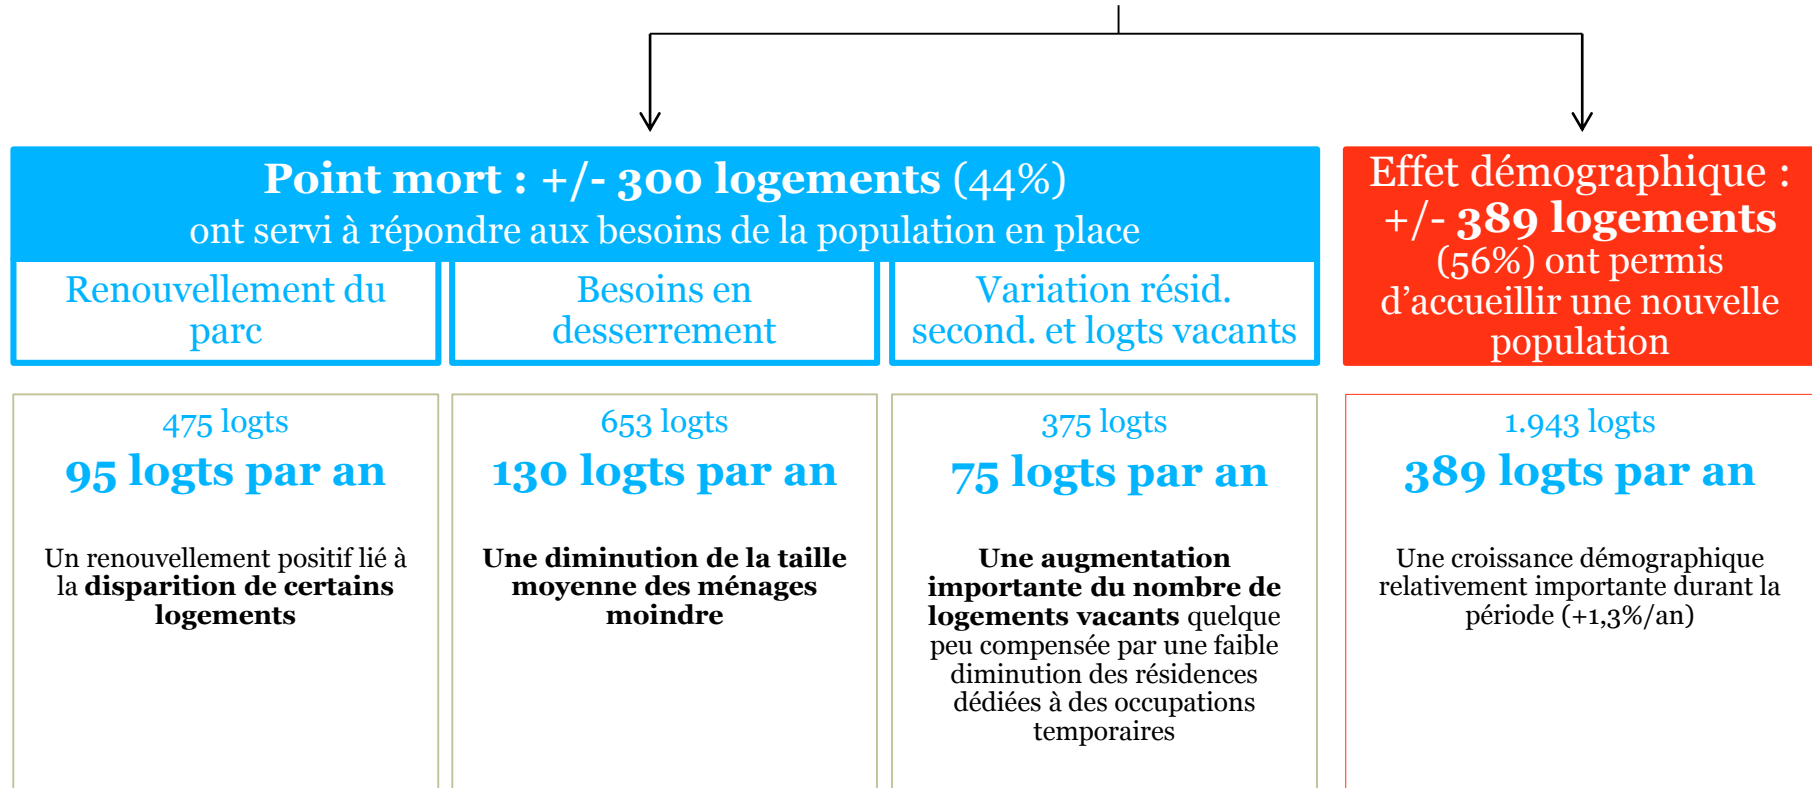 Point mort : +/- 300 logements (44%)
ont servi à répondre aux besoins de la population en place
Renouvellement du
parc
Besoins en
desserrement
Variation résid.
second. et logts vacants
Effet démographique :
+/- 389 logements
(56%) ont permis
d’accueillir une nouvelle
population
475 logts
95 logts par an
Un renouvellement positif lié à
la disparition de certains
logements
653 logts
130 logts par an
Une diminution de la taille
moyenne des ménages
moindre
375 logts
75 logts par an
Une augmentation
importante du nombre de
logements vacants quelque
peu compensée par une faible
diminution des résidences
dédiées à des occupations
temporaires
1.943 logts
389 logts par an
Une croissance démographique
relativement importante durant la
période (+1,3%/an)